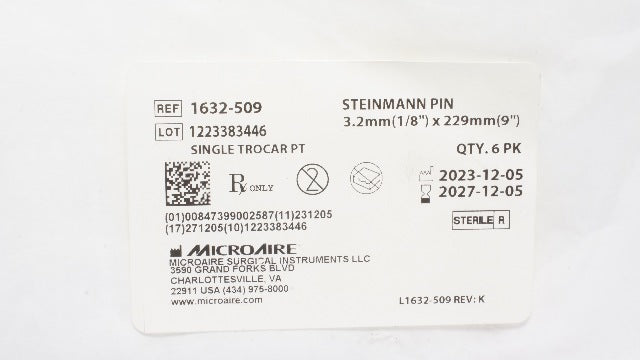 REF 1632-509
STEINMANN PIN
3.2mm(1/8") x 229mm(9")
LOT 1223383446
SINGLE TROCAR PT
QTY. 6 PK
Rx ONLY
2
2023-12-05
2027-12-05
(01)00847399002587(11)231205
(17)271205(10)1223383446
STERILE R
MICROAIRE
MICROAIRE SURGICAL INSTRUMENTS LLC
3590 GRAND FORKS BLVD
CHARLOTTESVILLE, VA
22911 USA (434) 975-8000
www.microaire.com
L1632-509 REV: K